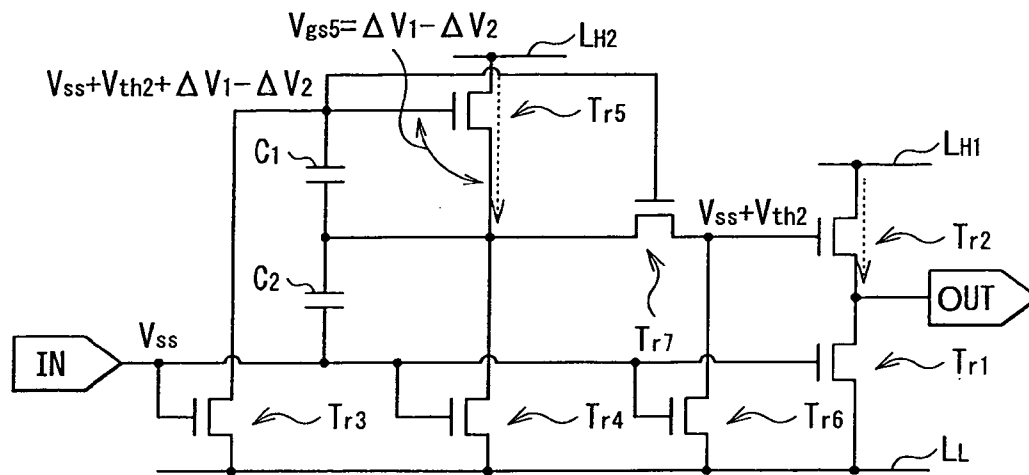 Vgs5=ΔV1-ΔV2
LH2
Vss+Vth2+ΔV1-ΔV2
Tr5
C1
LH1
Vss+Vth2
Tr2
C2
OUT
Vss
Tr7
IN
Tr1
Tr3
Tr4
Tr6
LL